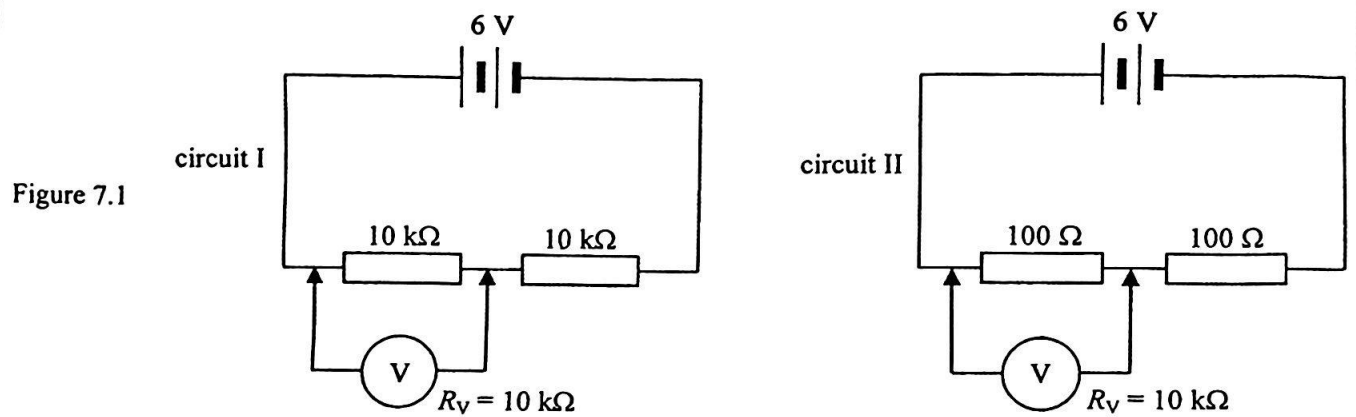 6 V
6 V
circuit I
circuit II
Figure 7.1
10 kΩ
10 kΩ
100 Ω
100 Ω
V
V
R_V = 10 kΩ
R_V = 10 kΩ